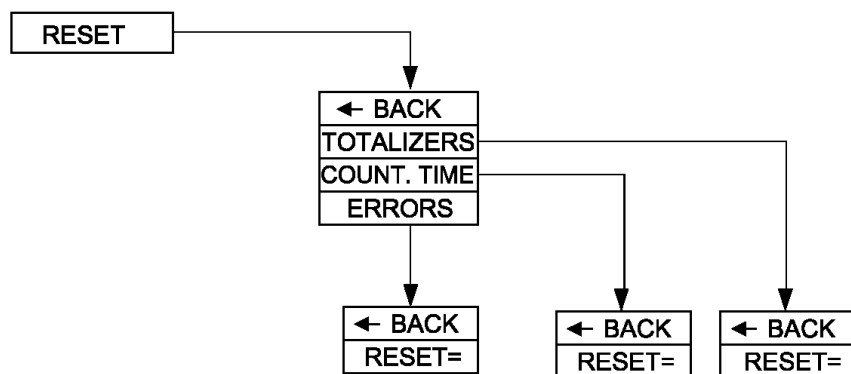 RESET
← BACK
TOTALIZERS
COUNT. TIME
ERRORS
← BACK
RESET=
← BACK
RESET=
← BACK
RESET=